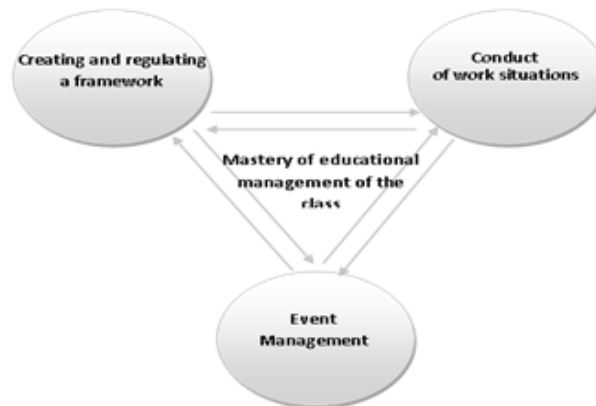 Creating and regulating
a framework
Conduct
of work situations
Mastery of educational
management of the
class
Event
Management